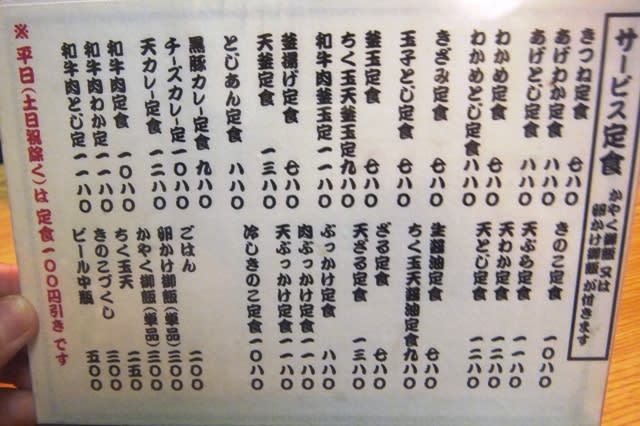 サービス定食
かやく御飯 又は
卵かけ御飯が付きます
きつね定食 七八〇
あげわか定食 八八〇
あげとじ定食 八八〇
わかめ定食 七八〇
わかめとじ定食 八八〇
きざみ定食 七八〇
玉子とじ定食 七八〇
釜玉定食 七八〇
ちく玉天釜玉定 九八〇
和牛肉釜玉定 一一八〇
釜揚げ定食 七八〇
天釜定食 一三八〇
とじあん定食 八八〇
黒豚カレー定食 九八〇
チーズカレー定 一〇八〇
天カレー定食 一二八〇
和牛肉定食 一〇八〇
和牛肉わか定 一一八〇
和牛肉とじ定 一一八〇
きのこ定食 一〇八〇
天ぷら定食 一一八〇
天わか定食 一二八〇
天とじ定食 一二八〇
生醤油定食 七八〇
ちく玉天醤油定食 九八〇
ざる定食 七八〇
天ざる定食 一三八〇
ぶっかけ定食 八八〇
肉ぶっかけ定食 一一八〇
天ぶっかけ定食 一一八〇
冷しきのこ定食 一〇八〇
ごはん 二〇〇
卵かけ御飯(単品) 三〇〇
かやく御飯(単品) 三〇〇
ちく玉天 二五〇
きのこづくし 三〇〇
ビール中瓶 五〇〇
※ 平日(土日祝除く)は 定食一〇〇円引きです